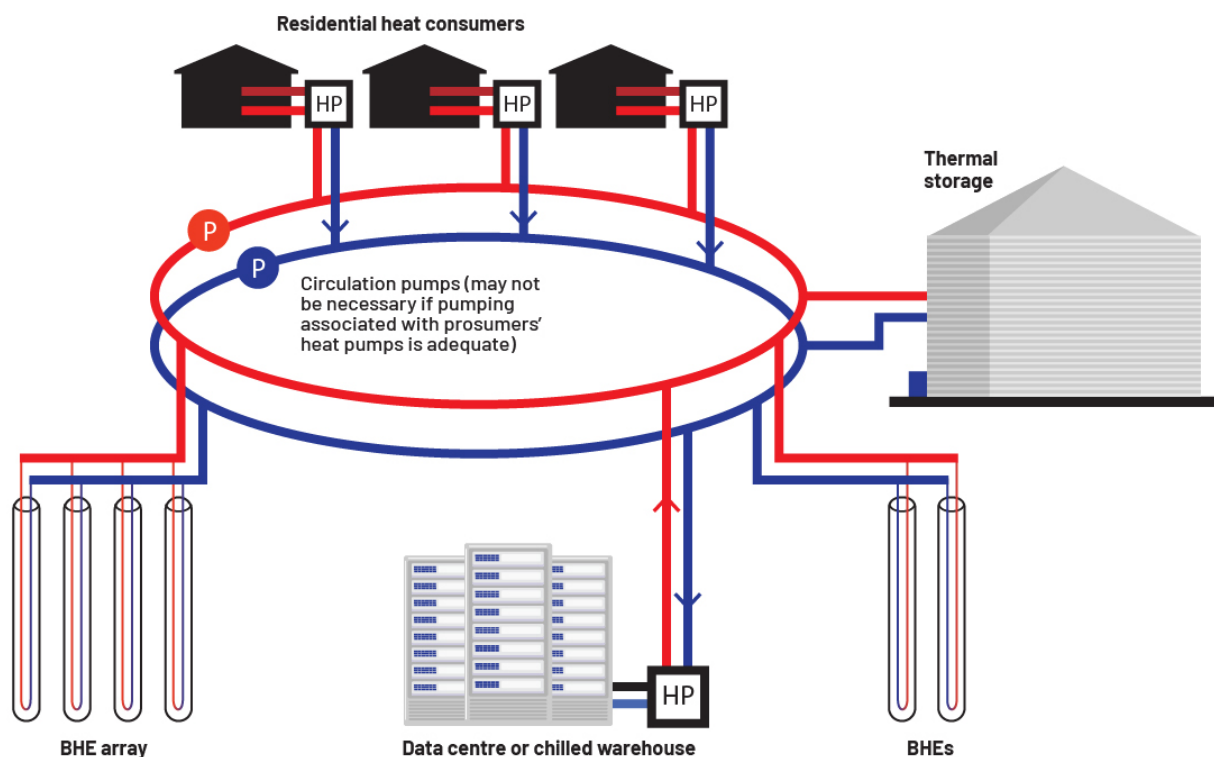 Residential heat consumers
HP
HP
HP
Thermal
storage
P
P
Circulation pumps (may not
be necessary if pumping
associated with prosumers’
heat pumps is adequate)
HP
BHE array
Data centre or chilled warehouse
BHEs